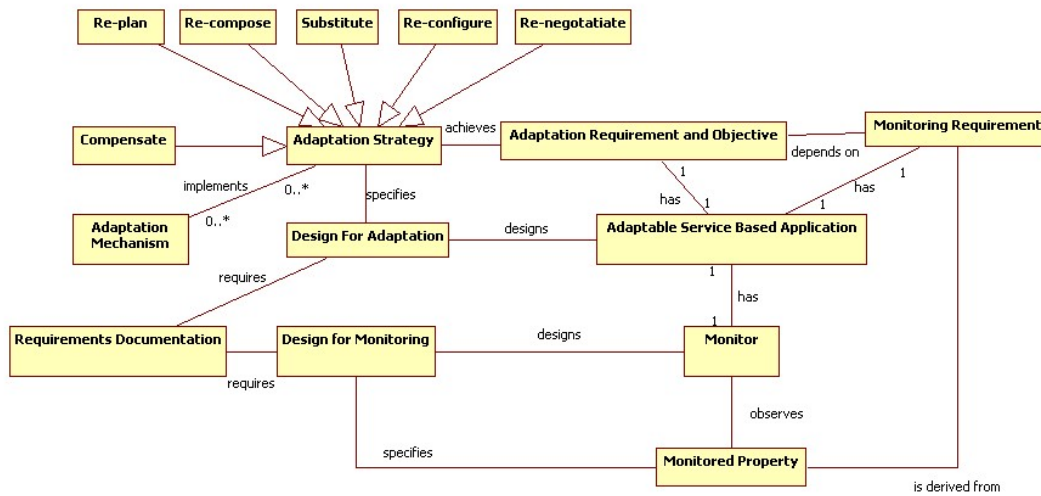 Re-plan
Re-compose
Substitute
Re-configure
Re-negotatiate
Compensate
Adaptation Strategy
achieves
Adaptation Requirement and Objective
depends on
Monitoring Requirement
implements
0..*
0..*
specifies
1
has
1
1
has
1
Adaptation
Mechanism
Design For Adaptation
designs
Adaptable Service Based Application
requires
1
has
1
Requirements Documentation
requires
Design for Monitoring
designs
Monitor
observes
specifies
Monitored Property
is derived from